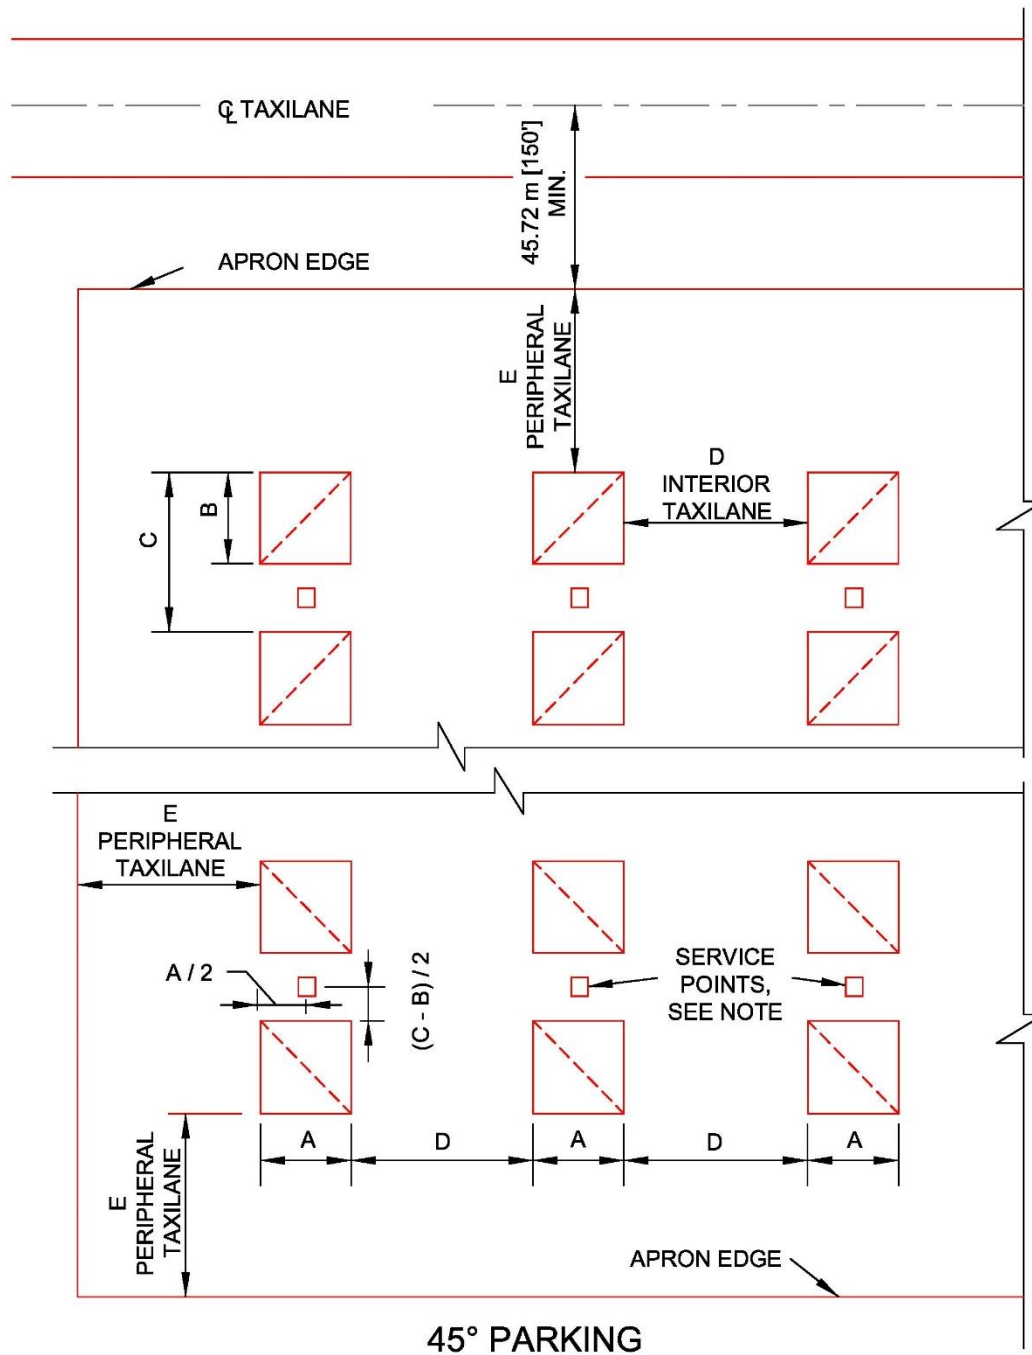 ℄ TAXILANE
45.72 m [150']
MIN.
APRON EDGE
E
PERIPHERAL
TAXILANE
D
INTERIOR
TAXILANE
B
C
E
PERIPHERAL
TAXILANE
A / 2
(C - B) / 2
SERVICE
POINTS,
SEE NOTE
A
D
A
D
A
E
PERIPHERAL
TAXILANE
APRON EDGE
45° PARKING